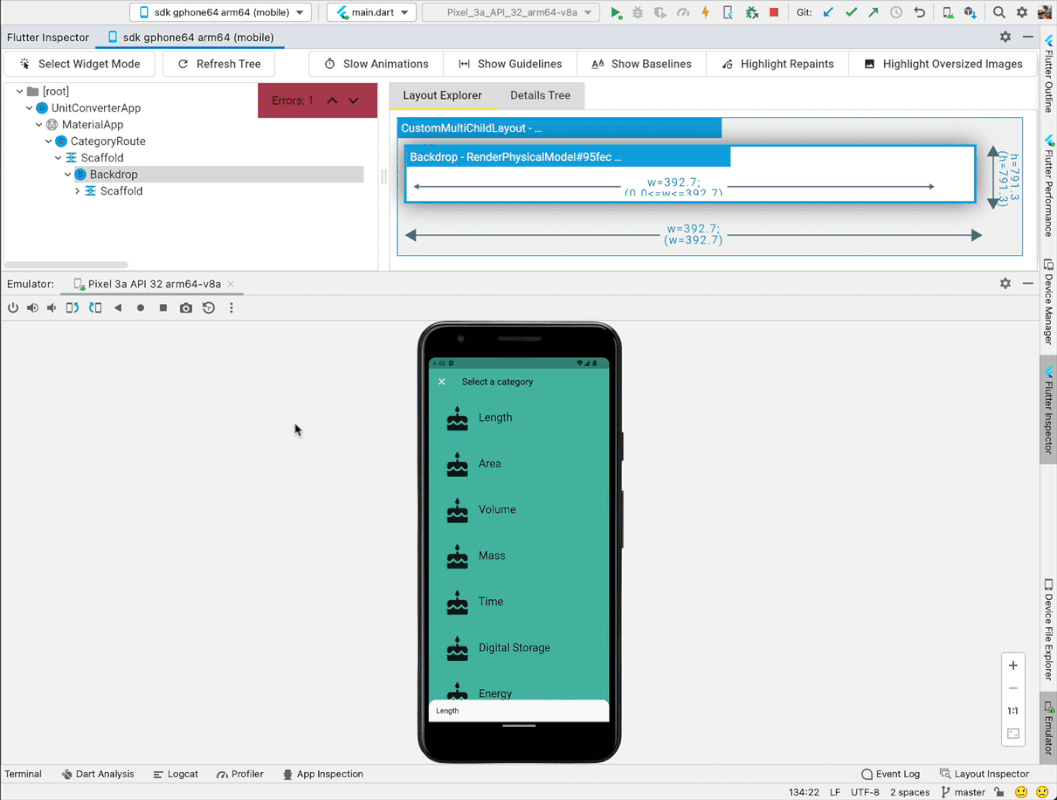 sdk gphone64 arm64 (mobile)
main.dart
Pixel_3a_API_32_arm64-v8a
Git:
Flutter Inspector
sdk gphone64 arm64 (mobile)
Select Widget Mode
Refresh Tree
Slow Animations
Show Guidelines
Show Baselines
Highlight Repaints
Highlight Oversized Images
[root]
UnitConverterApp
MaterialApp
CategoryRoute
Scaffold
Backdrop
Scaffold
Errors: 1
Layout Explorer
Details Tree
CustomMultiChildLayout - ...
Backdrop - RenderPhysicalModel#95fec ...
w=392.7;
(0.0<=w<=392.7)
h=791.3
(h=791.3)
w=392.7;
(w=392.7)
Emulator:
Pixel 3a API 32 arm64-v8a
Select a category
Length
Area
Volume
Mass
Time
Digital Storage
Energy
Length
1:1
Flutter Outline
Flutter Performance
Device Manager
Flutter Inspector
Device File Explorer
Emulator
Terminal
Dart Analysis
Logcat
Profiler
App Inspection
Event Log
Layout Inspector
134:22
LF
UTF-8
2 spaces
master